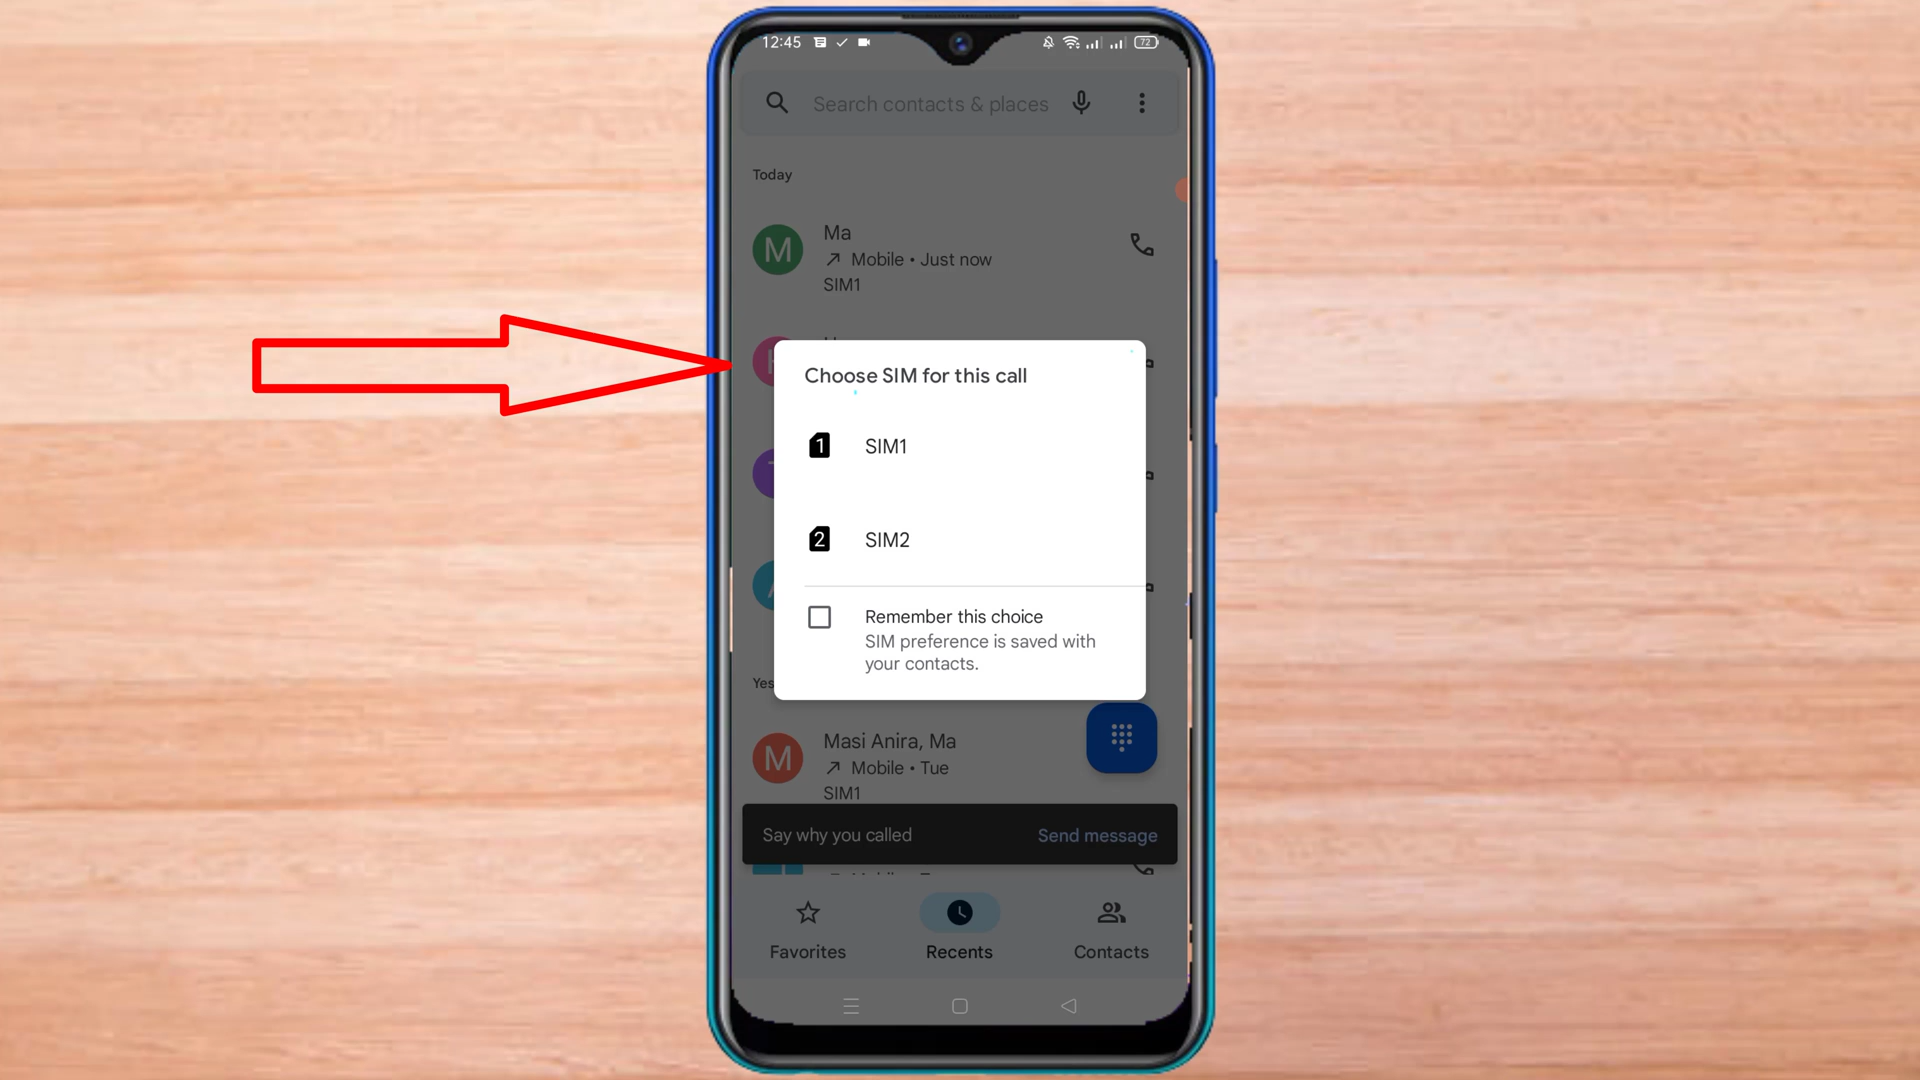 12:45
72
Search contacts & places
Today
M
Ma
Mobile • Just now
SIM1
Choose SIM for this call
1 SIM1
2 SIM2
Remember this choice
SIM preference is saved with
your contacts.
Yes
M
Masi Anira, Ma
Mobile • Tue
SIM1
Say why you called
Send message
Favorites
Recents
Contacts